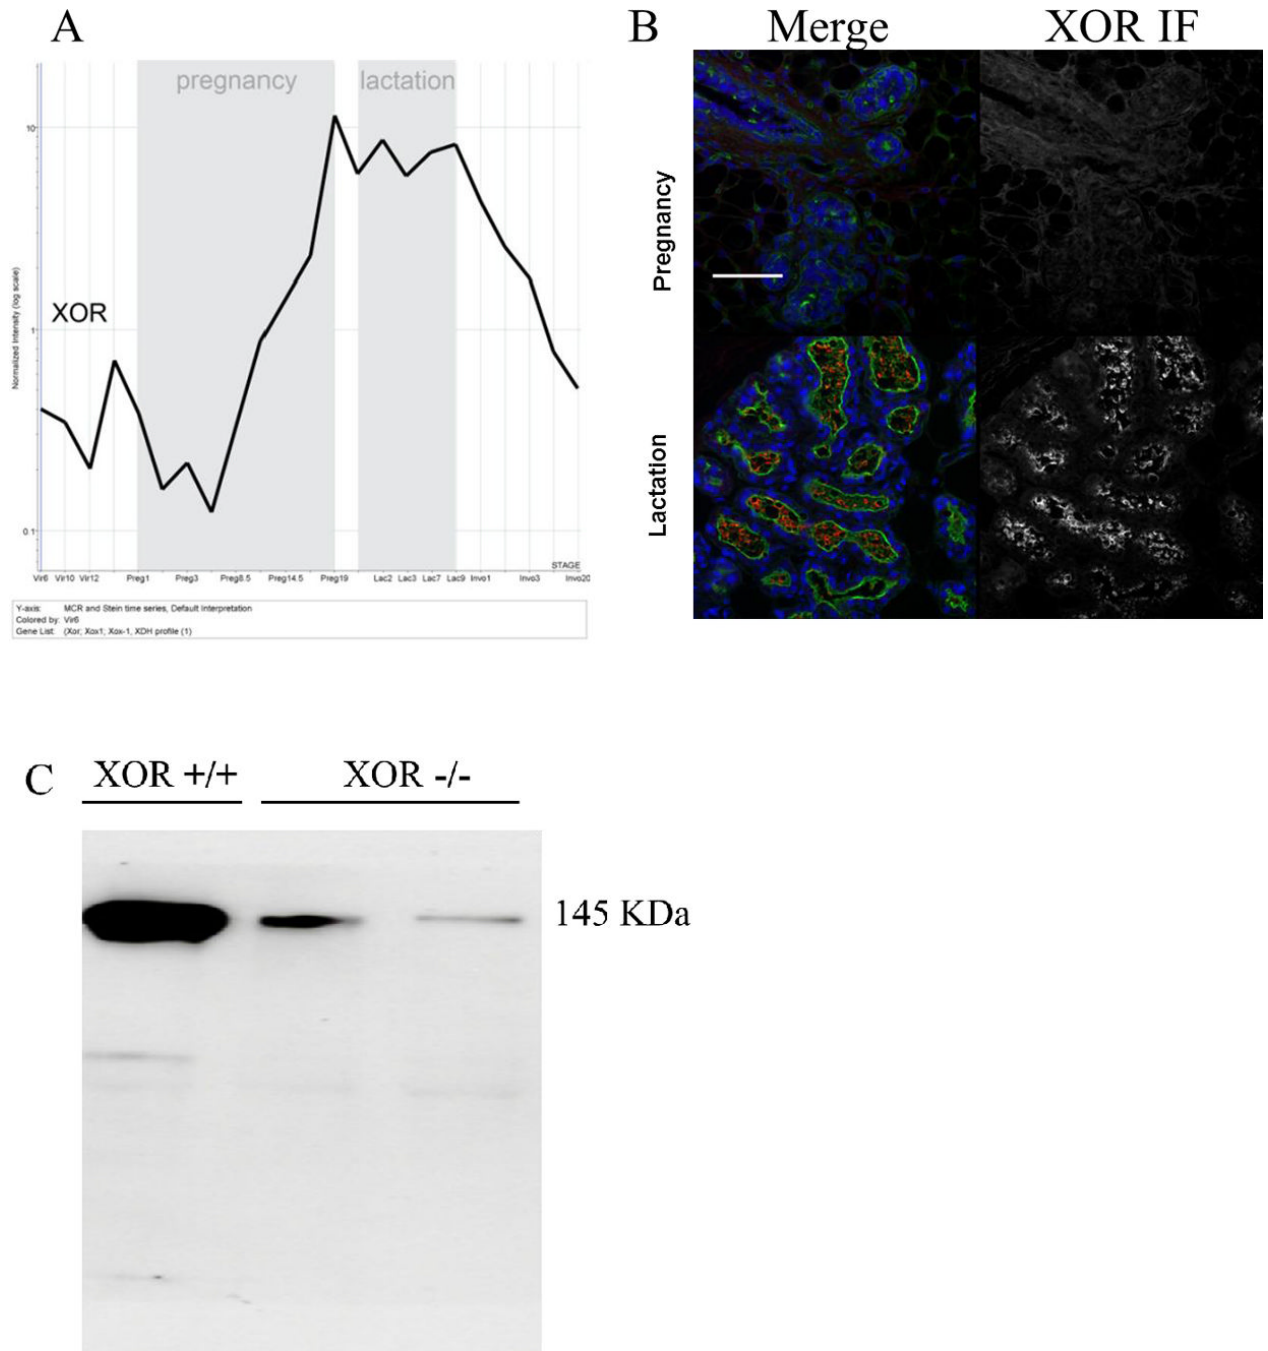 A
pregnancy
lactation
10
XOR
1
0.1
Normalized Intensity (log scale)
STAGE
Vir6 Vir10 Vir12 Preg1 Preg3 Preg8.5 Preg14.5 Preg19 Lac2 Lac3 Lac7 Lac9 Invo1 Invo3 Invo20
Y-axis: MCR and Stein time series, Default Interpretation
Colored by: Vir6
Gene List: (Xor; Xox1; Xox-1, XDH profile (1)
B
Merge
XOR IF
Pregnancy
Lactation
C
XOR +/+
XOR -/-
145 KDa